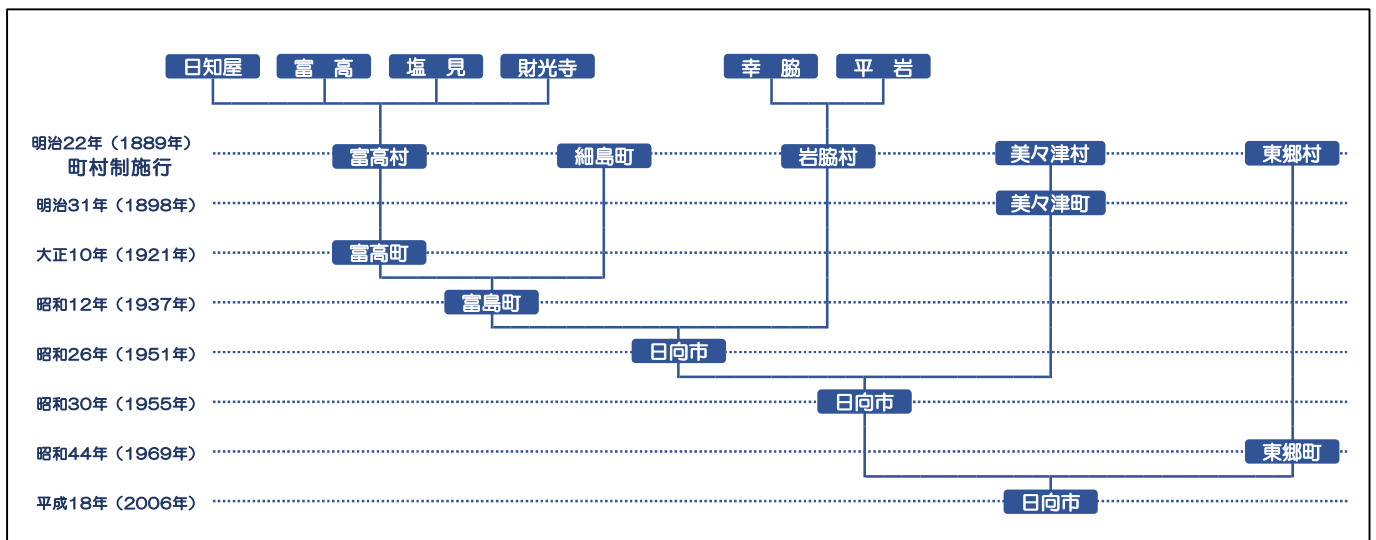 日知屋 富　高 塩　見 財光寺 幸　脇 平　岩
明治22年（1889年）
町村制施行
富高村 細島町 岩脇村 美々津村 東郷村
明治31年（1898年） 美々津町
大正10年（1921年） 富高町
昭和12年（1937年） 富島町
昭和26年（1951年） 日向市
昭和30年（1955年） 日向市
昭和44年（1969年） 東郷町
平成18年（2006年） 日向市